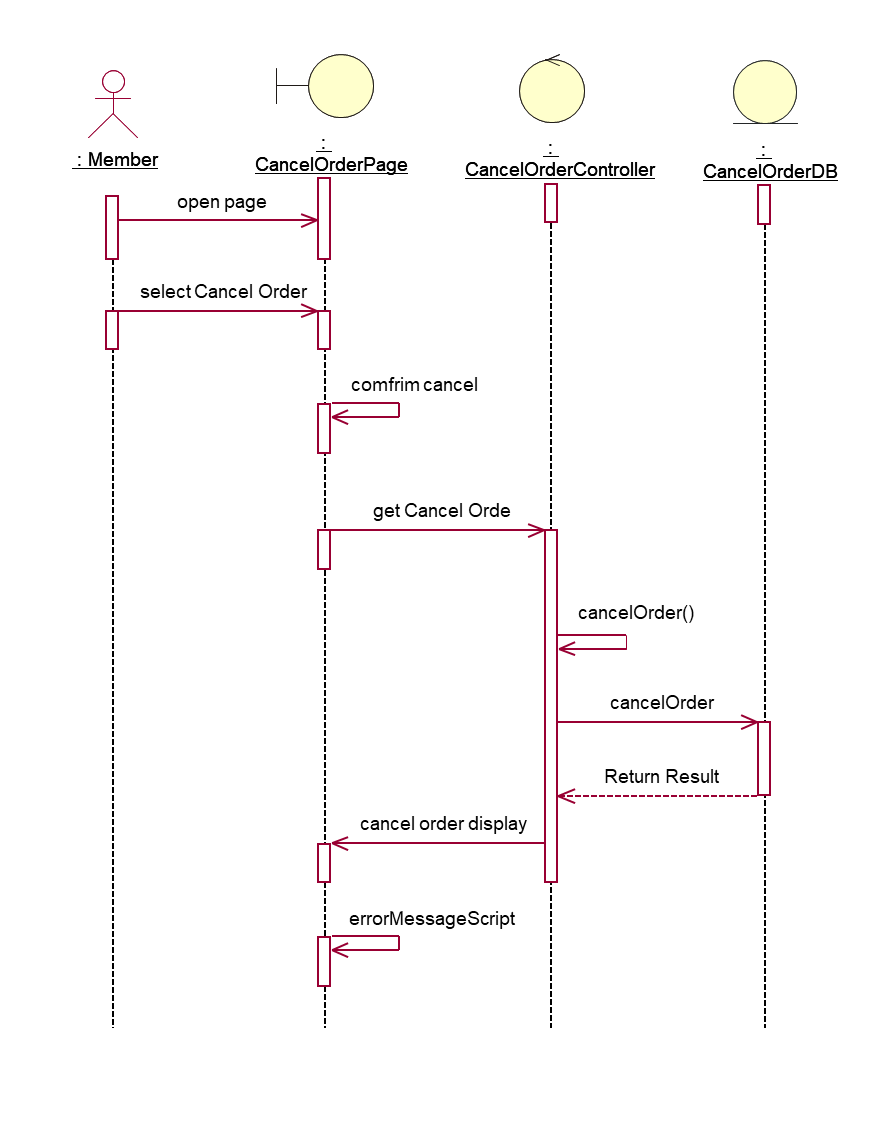 : Member
:
CancelOrderPage
:
CancelOrderController
:
CancelOrderDB
open page
select Cancel Order
comfrim cancel
get Cancel Orde
cancelOrder()
cancelOrder
Return Result
cancel order display
errorMessageScript